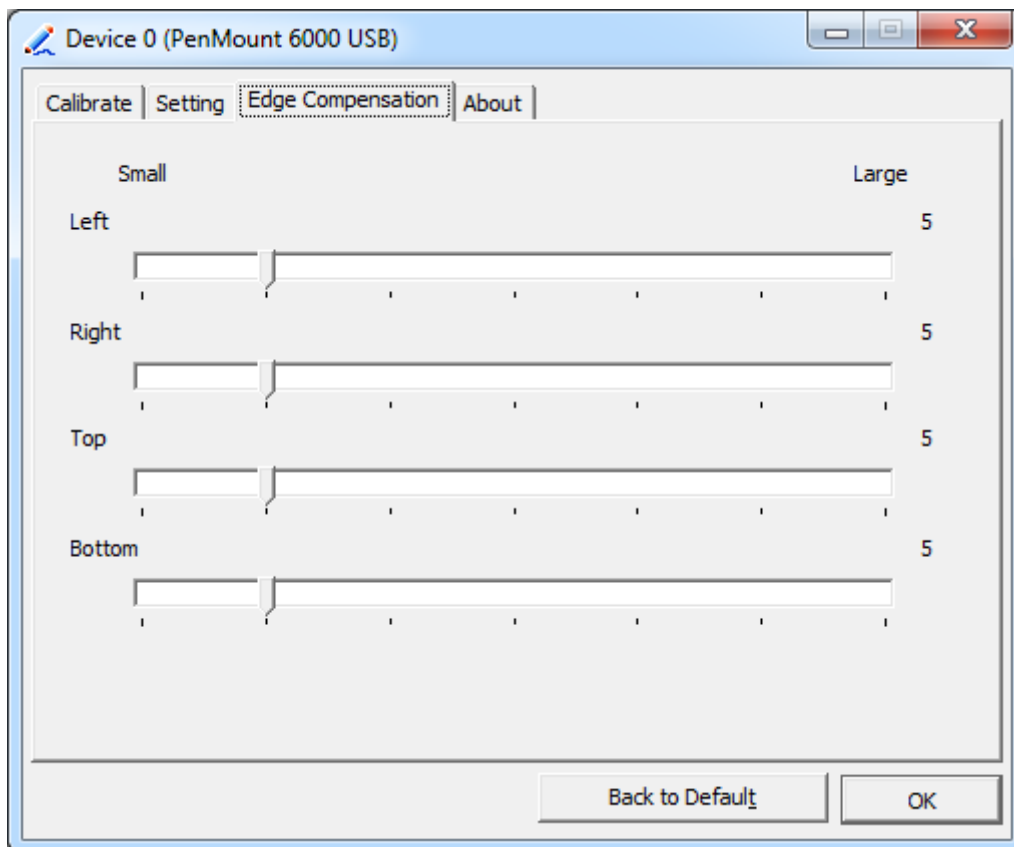 Device 0 (PenMount 6000 USB)
Calibrate Setting Edge Compensation About
Small Large
Left 5
Right 5
Top 5
Bottom 5
Back to Default OK